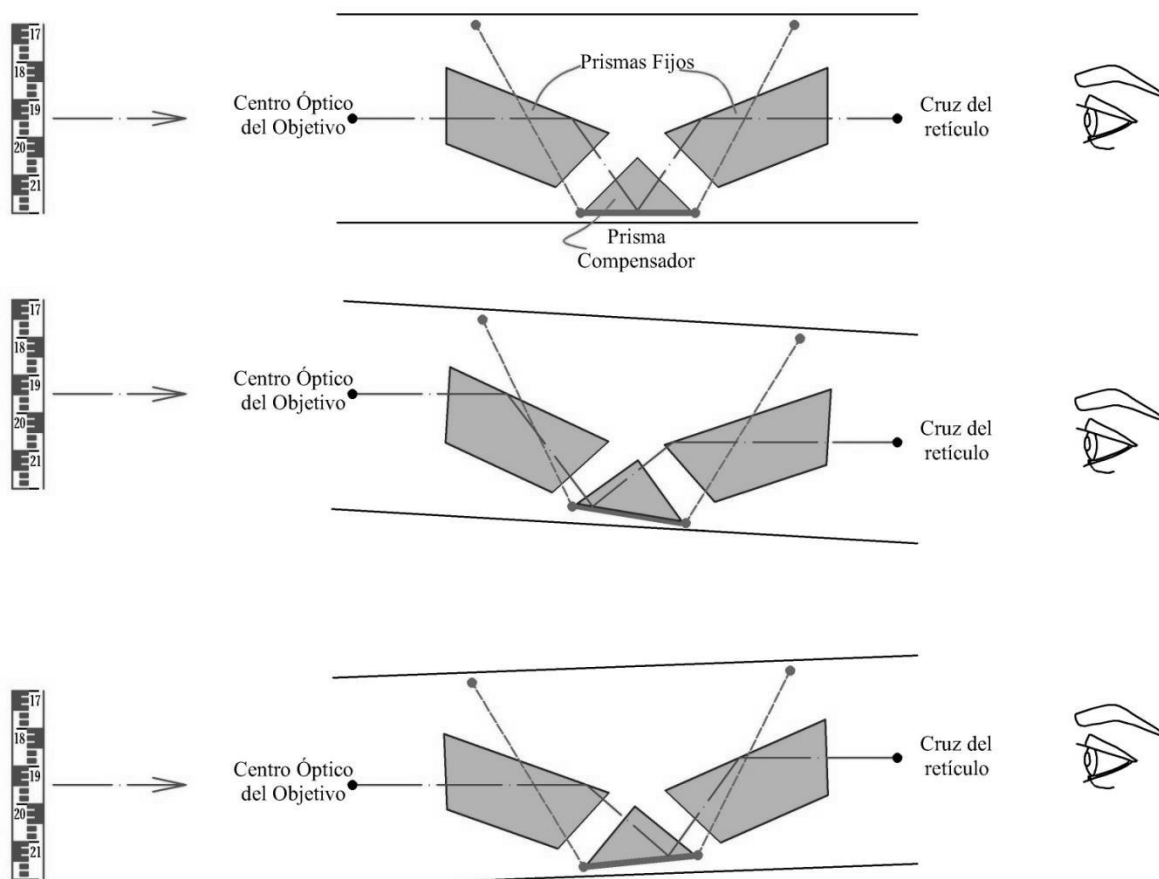 17
18
19
20
21
Prismas Fijos
Centro Óptico
del Objetivo
Cruz del
retículo
Prisma
Compensador
17
18
19
20
21
Centro Óptico
del Objetivo
Cruz del
retículo
17
18
19
20
21
Centro Óptico
del Objetivo
Cruz del
retículo